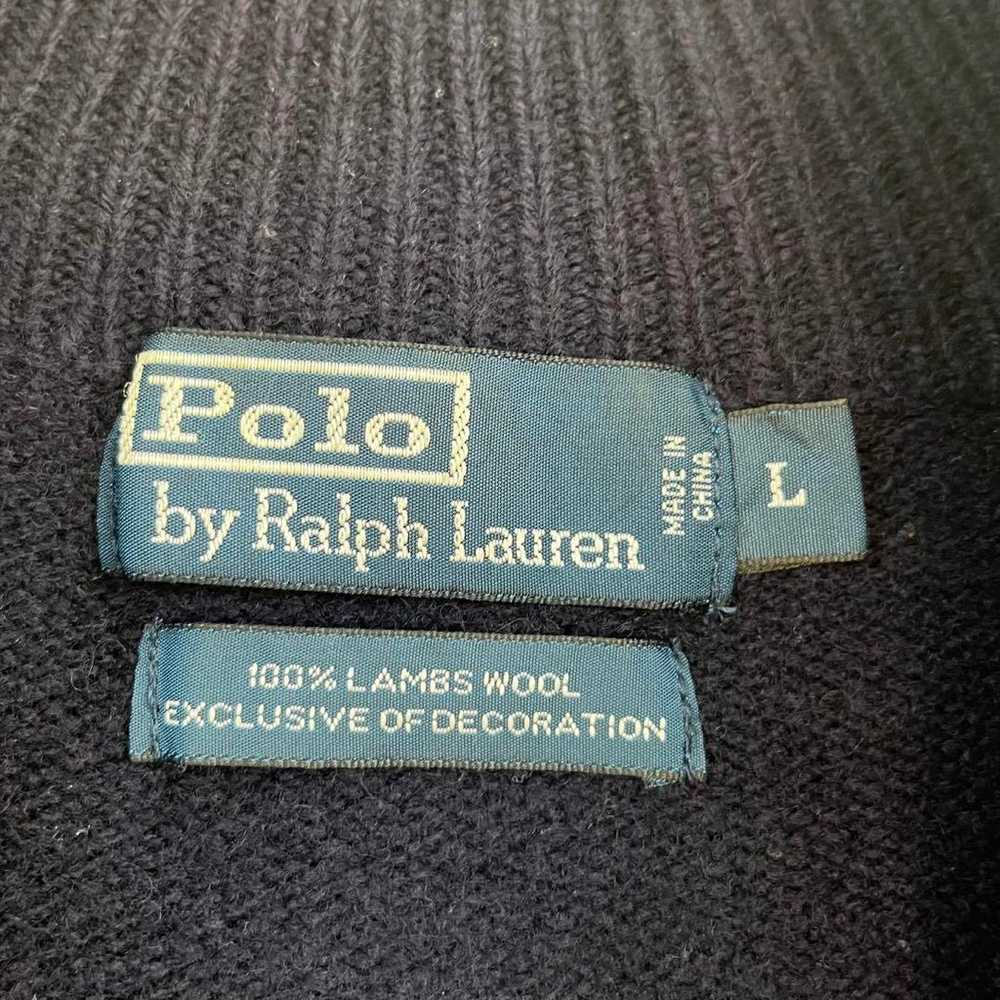 Polo
by Ralph Lauren
MADE IN
CHINA
L
100% LAMBS WOOL
EXCLUSIVE OF DECORATION